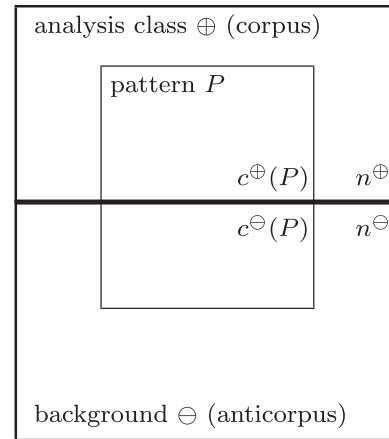 analysis class ⊕ (corpus)
pattern P
c⊕(P) n⊕
c⊖(P) n⊖
background ⊖ (anticorpus)